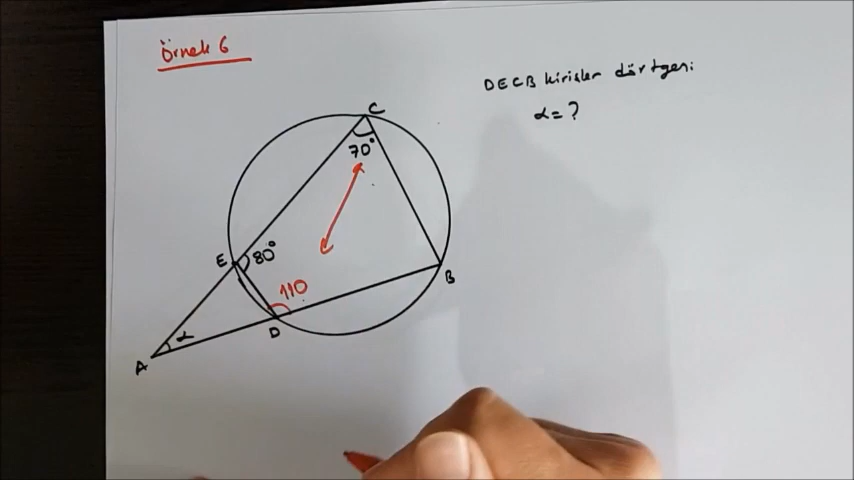 Örnek 6
DECB kirişler dörtgeni
α = ?
C
70°
E
80°
110
B
D
α
A